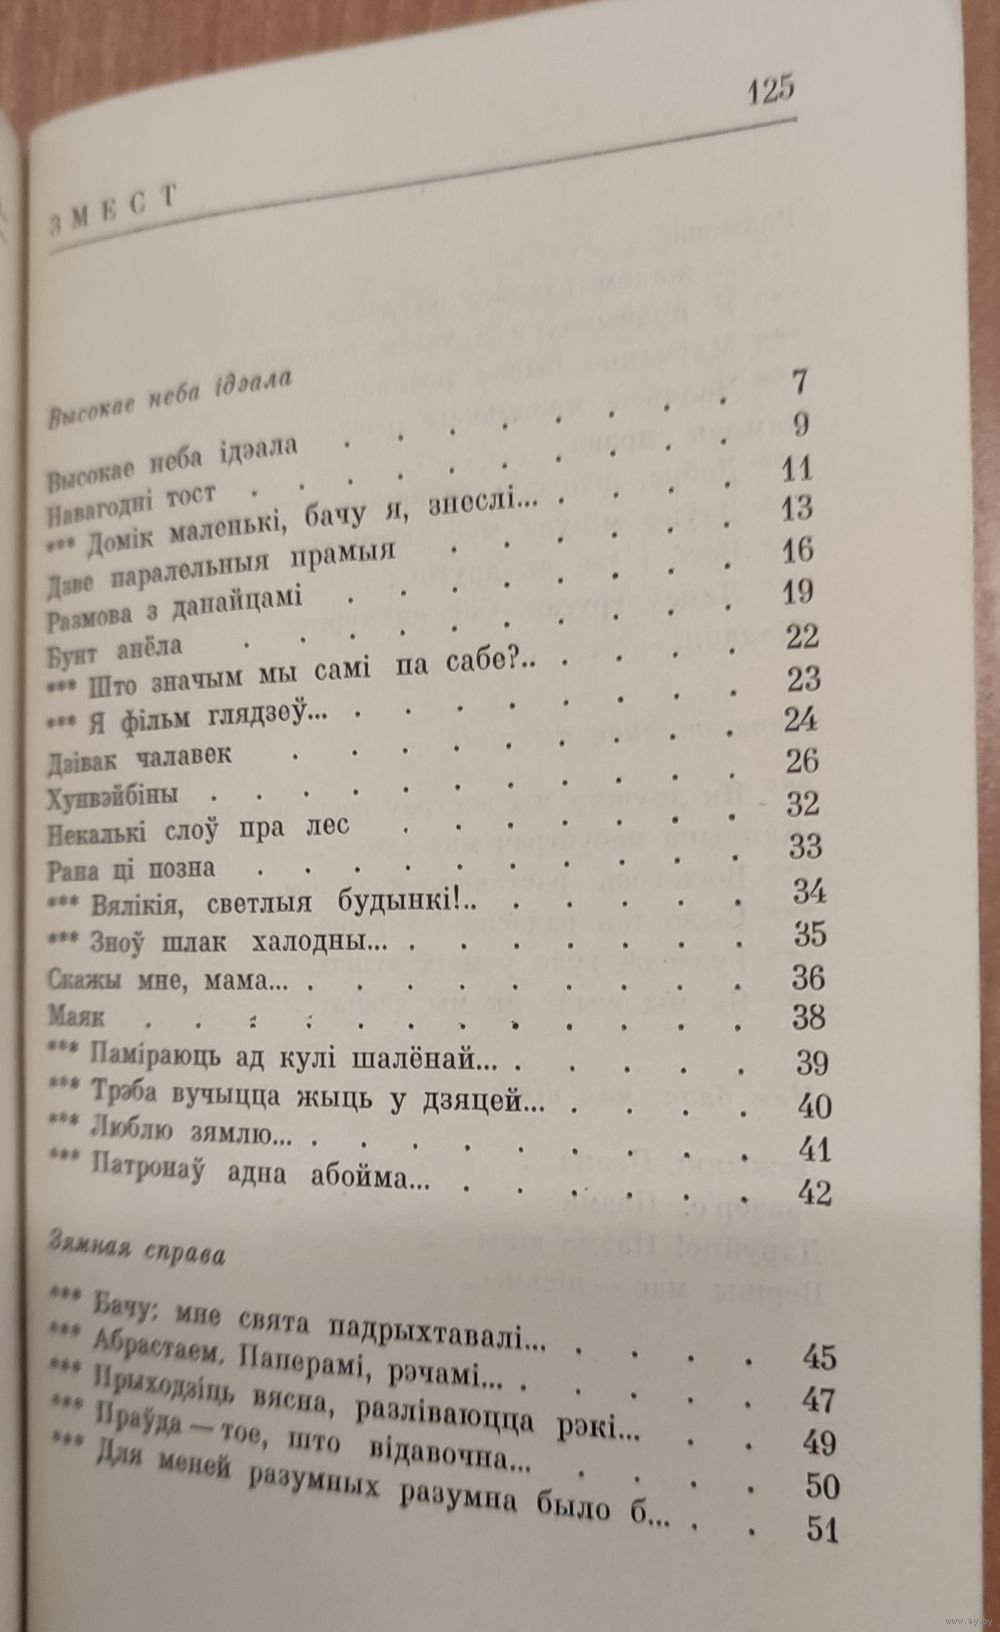 125
ЗМЕСТ
Высокае неба ідэала
Высокае неба ідэала . . . . . . . . 7
Навагодні тост . . . . . . . . . . 9
*** Домік маленькі, бачу я, знеслі... . . . . 11
Дзве паралельныя прамыя . . . . . . 13
Размова з данайцамі . . . . . . . . 16
Бунт анёла . . . . . . . . . . 19
*** Што значым мы самі па сабе?.. . . . . 22
*** Я фільм глядзеў... . . . . . . . . 23
Дзівак чалавек . . . . . . . . . 24
Хунвэйбіны . . . . . . . . . . . 26
Некалькі слоў пра лес . . . . . . . 32
Рана ці позна . . . . . . . . . . 33
*** Вялікія, светлыя будынкі!.. . . . . . 34
*** Зноў шлак халодны... . . . . . . . 35
Скажы мне, мама... . . . . . . . . . 36
Маяк . . . . . . . . . . . . 38
*** Паміраюць ад кулі шалёнай... . . . . . 39
*** Трэба вучыцца жыць у дзяцей... . . . . 40
*** Люблю зямлю... . . . . . . . . . 41
*** Патронаў адна абойма... . . . . . . 42
Зямная справа
*** Бачу: мне свята падрыхтавалі... . . . . 45
*** Абрастаем. Паперамі, рэчамі... . . . . . 47
*** Прыходзіць вясна, разліваюцца рэкі... . . 49
*** Праўда — тое, што відавочна... . . . . 50
*** Для меней разумных разумна было б... . . 51
www.ay.by